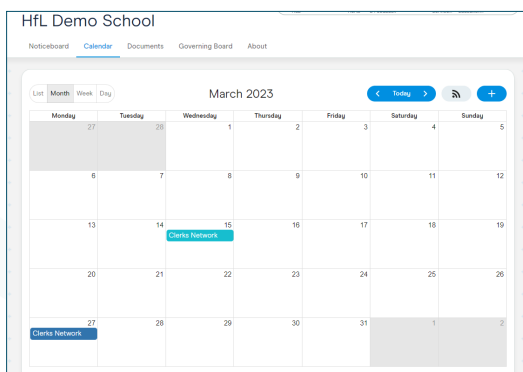 HfL Demo School
Noticeboard Calendar Documents Governing Board About
List Month Week Day March 2023 Today
Monday Tuesday Wednesday Thursday Friday Saturday Sunday
27 28 1 2 3 4 5
6 7 8 9 10 11 12
13 14 15 16 17 18 19
Clerks Network
20 21 22 23 24 25 26
27 28 29 30 31 1 2
Clerks Network